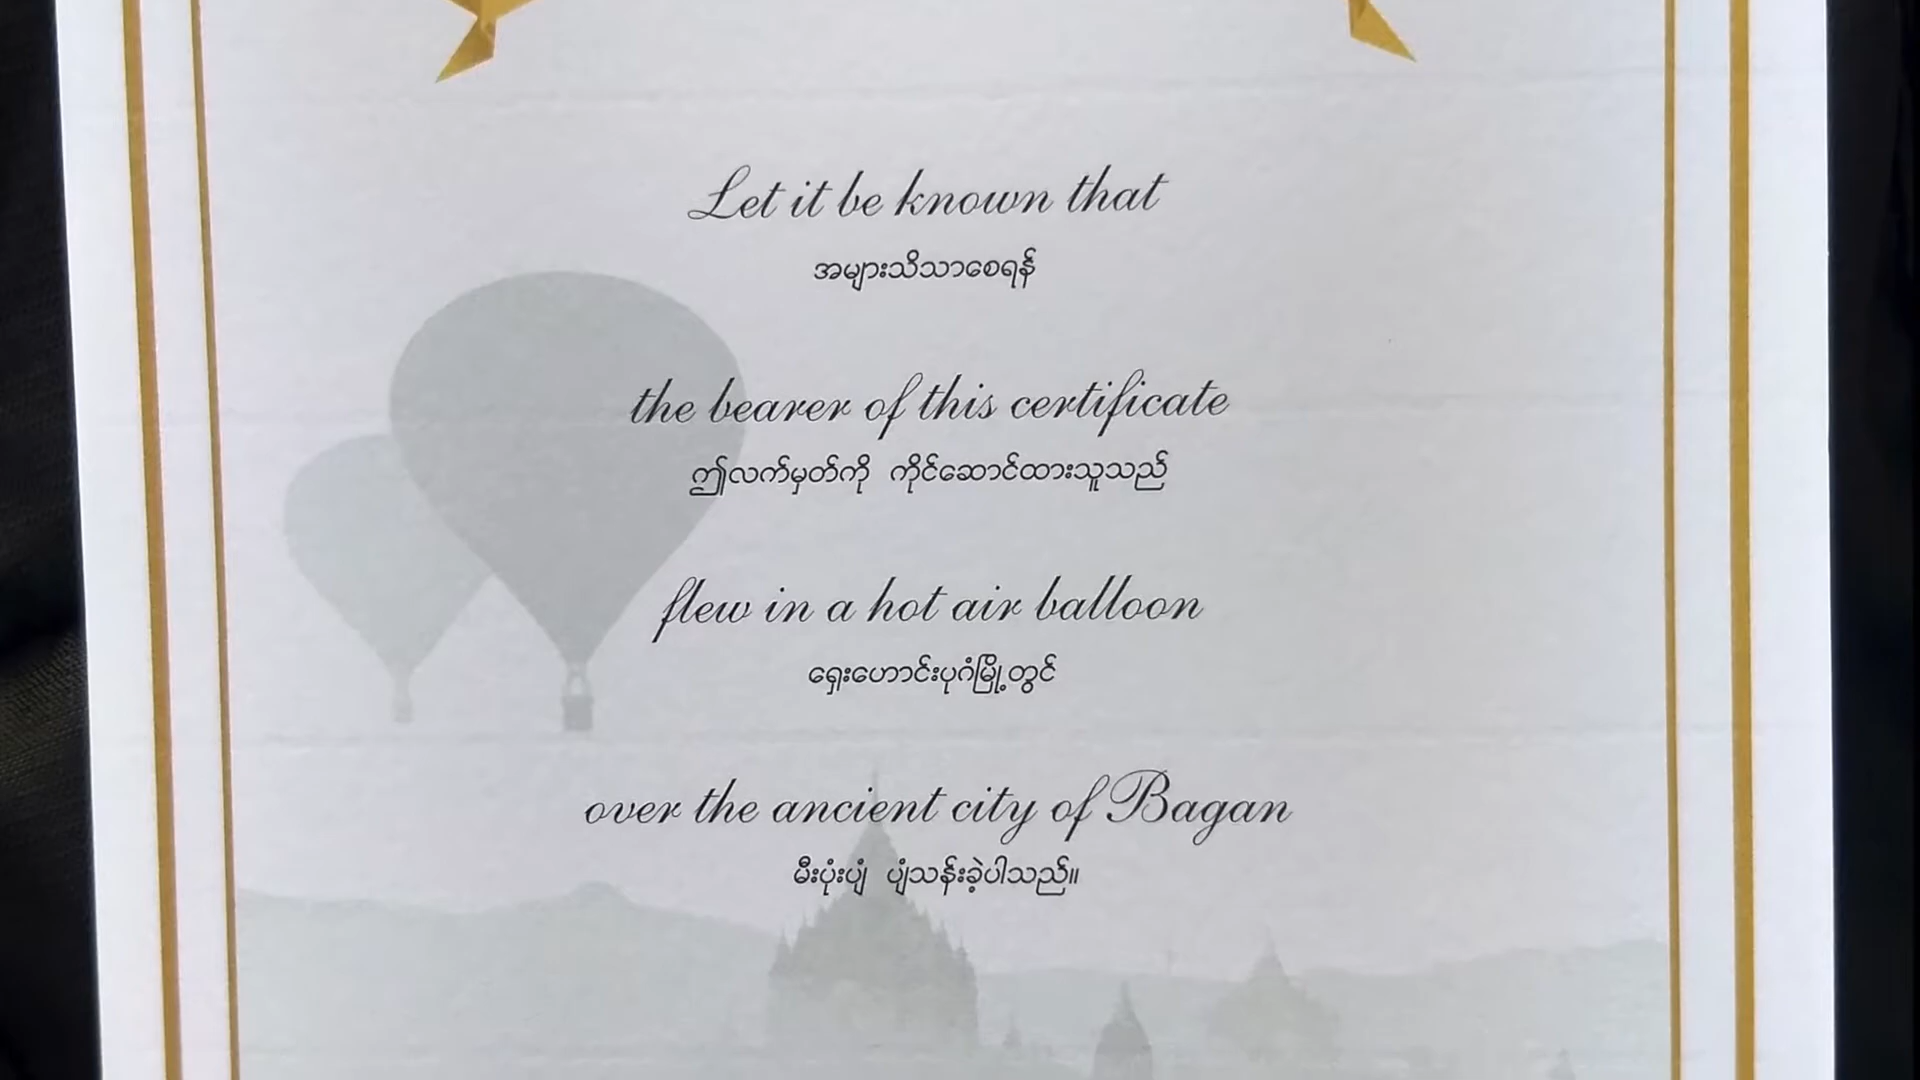 Let it be known that
အများသိသာစေရန်
the bearer of this certificate
ဤလက်မှတ်ကို ကိုင်ဆောင်ထားသူသည်
flew in a hot air balloon
ရှေးဟောင်းပုဂံမြို့တွင်
over the ancient city of Bagan
မီးပုံးပျံ ပျံသန်းခဲ့ပါသည်။